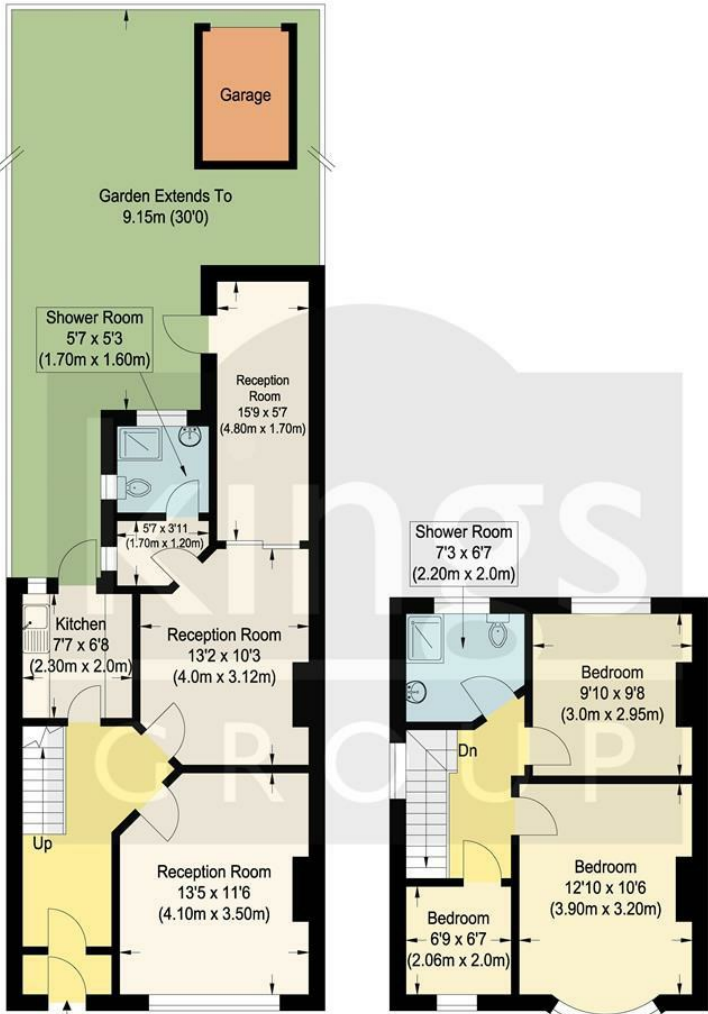 Garage
Garden Extends To
9.15m (30'0)
Shower Room
5'7 x 5'3
(1.70m x 1.60m)
Reception
Room
15'9 x 5'7
(4.80m x 1.70m)
5'7 x 3'11
(1.70m x 1.20m)
Kitchen
7'7 x 6'8
(2.30m x 2.0m)
Reception Room
13'2 x 10'3
(4.0m x 3.12m)
Up
Reception Room
13'5 x 11'6
(4.10m x 3.50m)
Shower Room
7'3 x 6'7
(2.20m x 2.0m)
Bedroom
9'10 x 9'8
(3.0m x 2.95m)
Dn
Bedroom
12'10 x 10'6
(3.90m x 3.20m)
Bedroom
6'9 x 6'7
(2.06m x 2.0m)
kings
GROUP